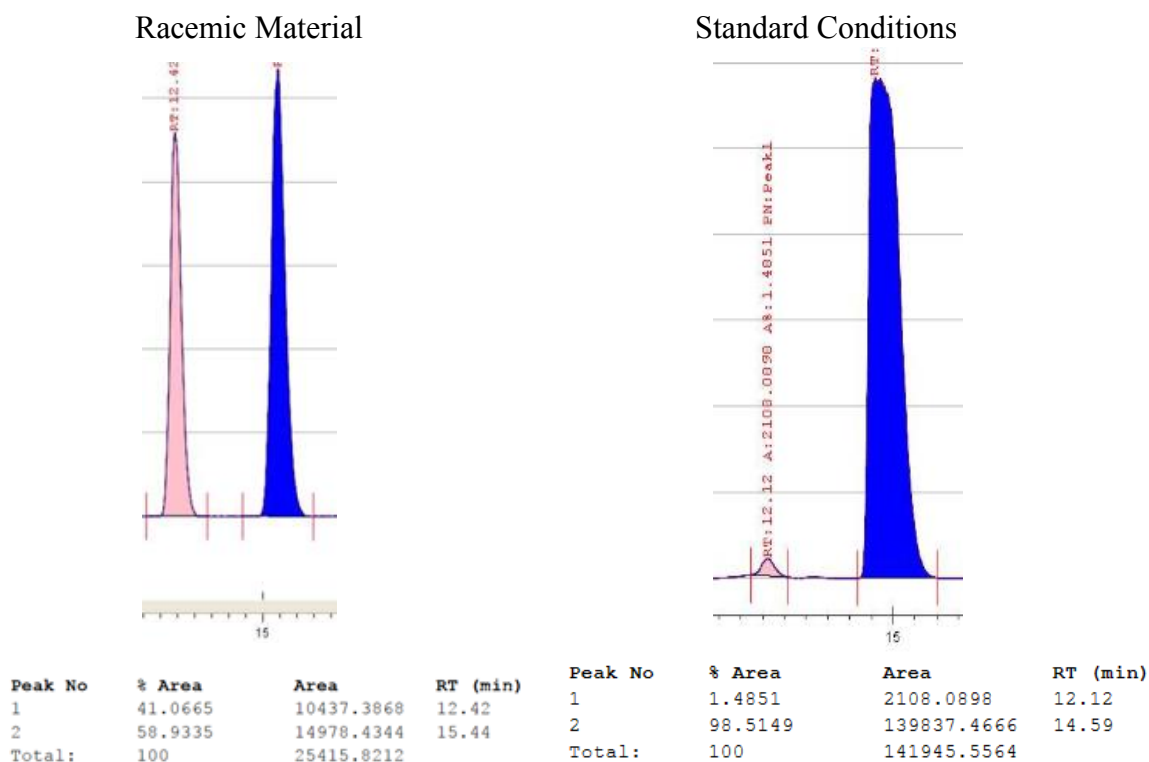 Racemic Material
RT:12.42
15
Peak No % Area Area RT (min)
1 41.0665 10437.3868 12.42
2 58.9335 14978.4344 15.44
Total: 100 25415.8212
Standard Conditions
RT:12.12 A:2108.0898 A%:1.4851 PN:Peak1
RT:
15
Peak No % Area Area RT (min)
1 1.4851 2108.0898 12.12
2 98.5149 139837.4666 14.59
Total: 100 141945.5564